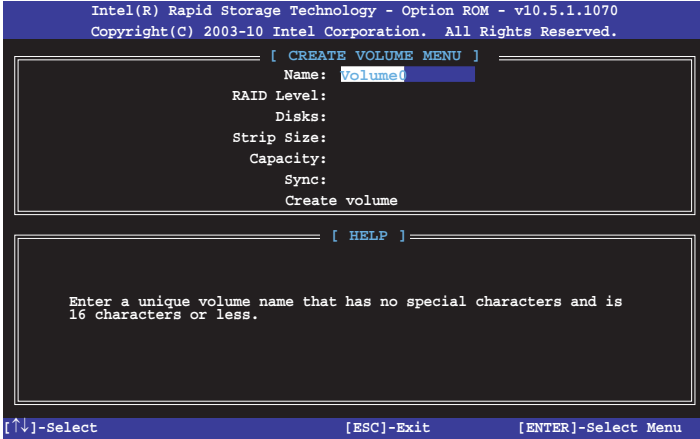 Intel(R) Rapid Storage Technology - Option ROM - v10.5.1.1070
Copyright(C) 2003-10 Intel Corporation. All Rights Reserved.
[ CREATE VOLUME MENU ]
Name: Volume0
RAID Level:
Disks:
Strip Size:
Capacity:
Sync:
Create volume
[ HELP ]
Enter a unique volume name that has no special characters and is
16 characters or less.
[↑↓]-Select [ESC]-Exit [ENTER]-Select Menu